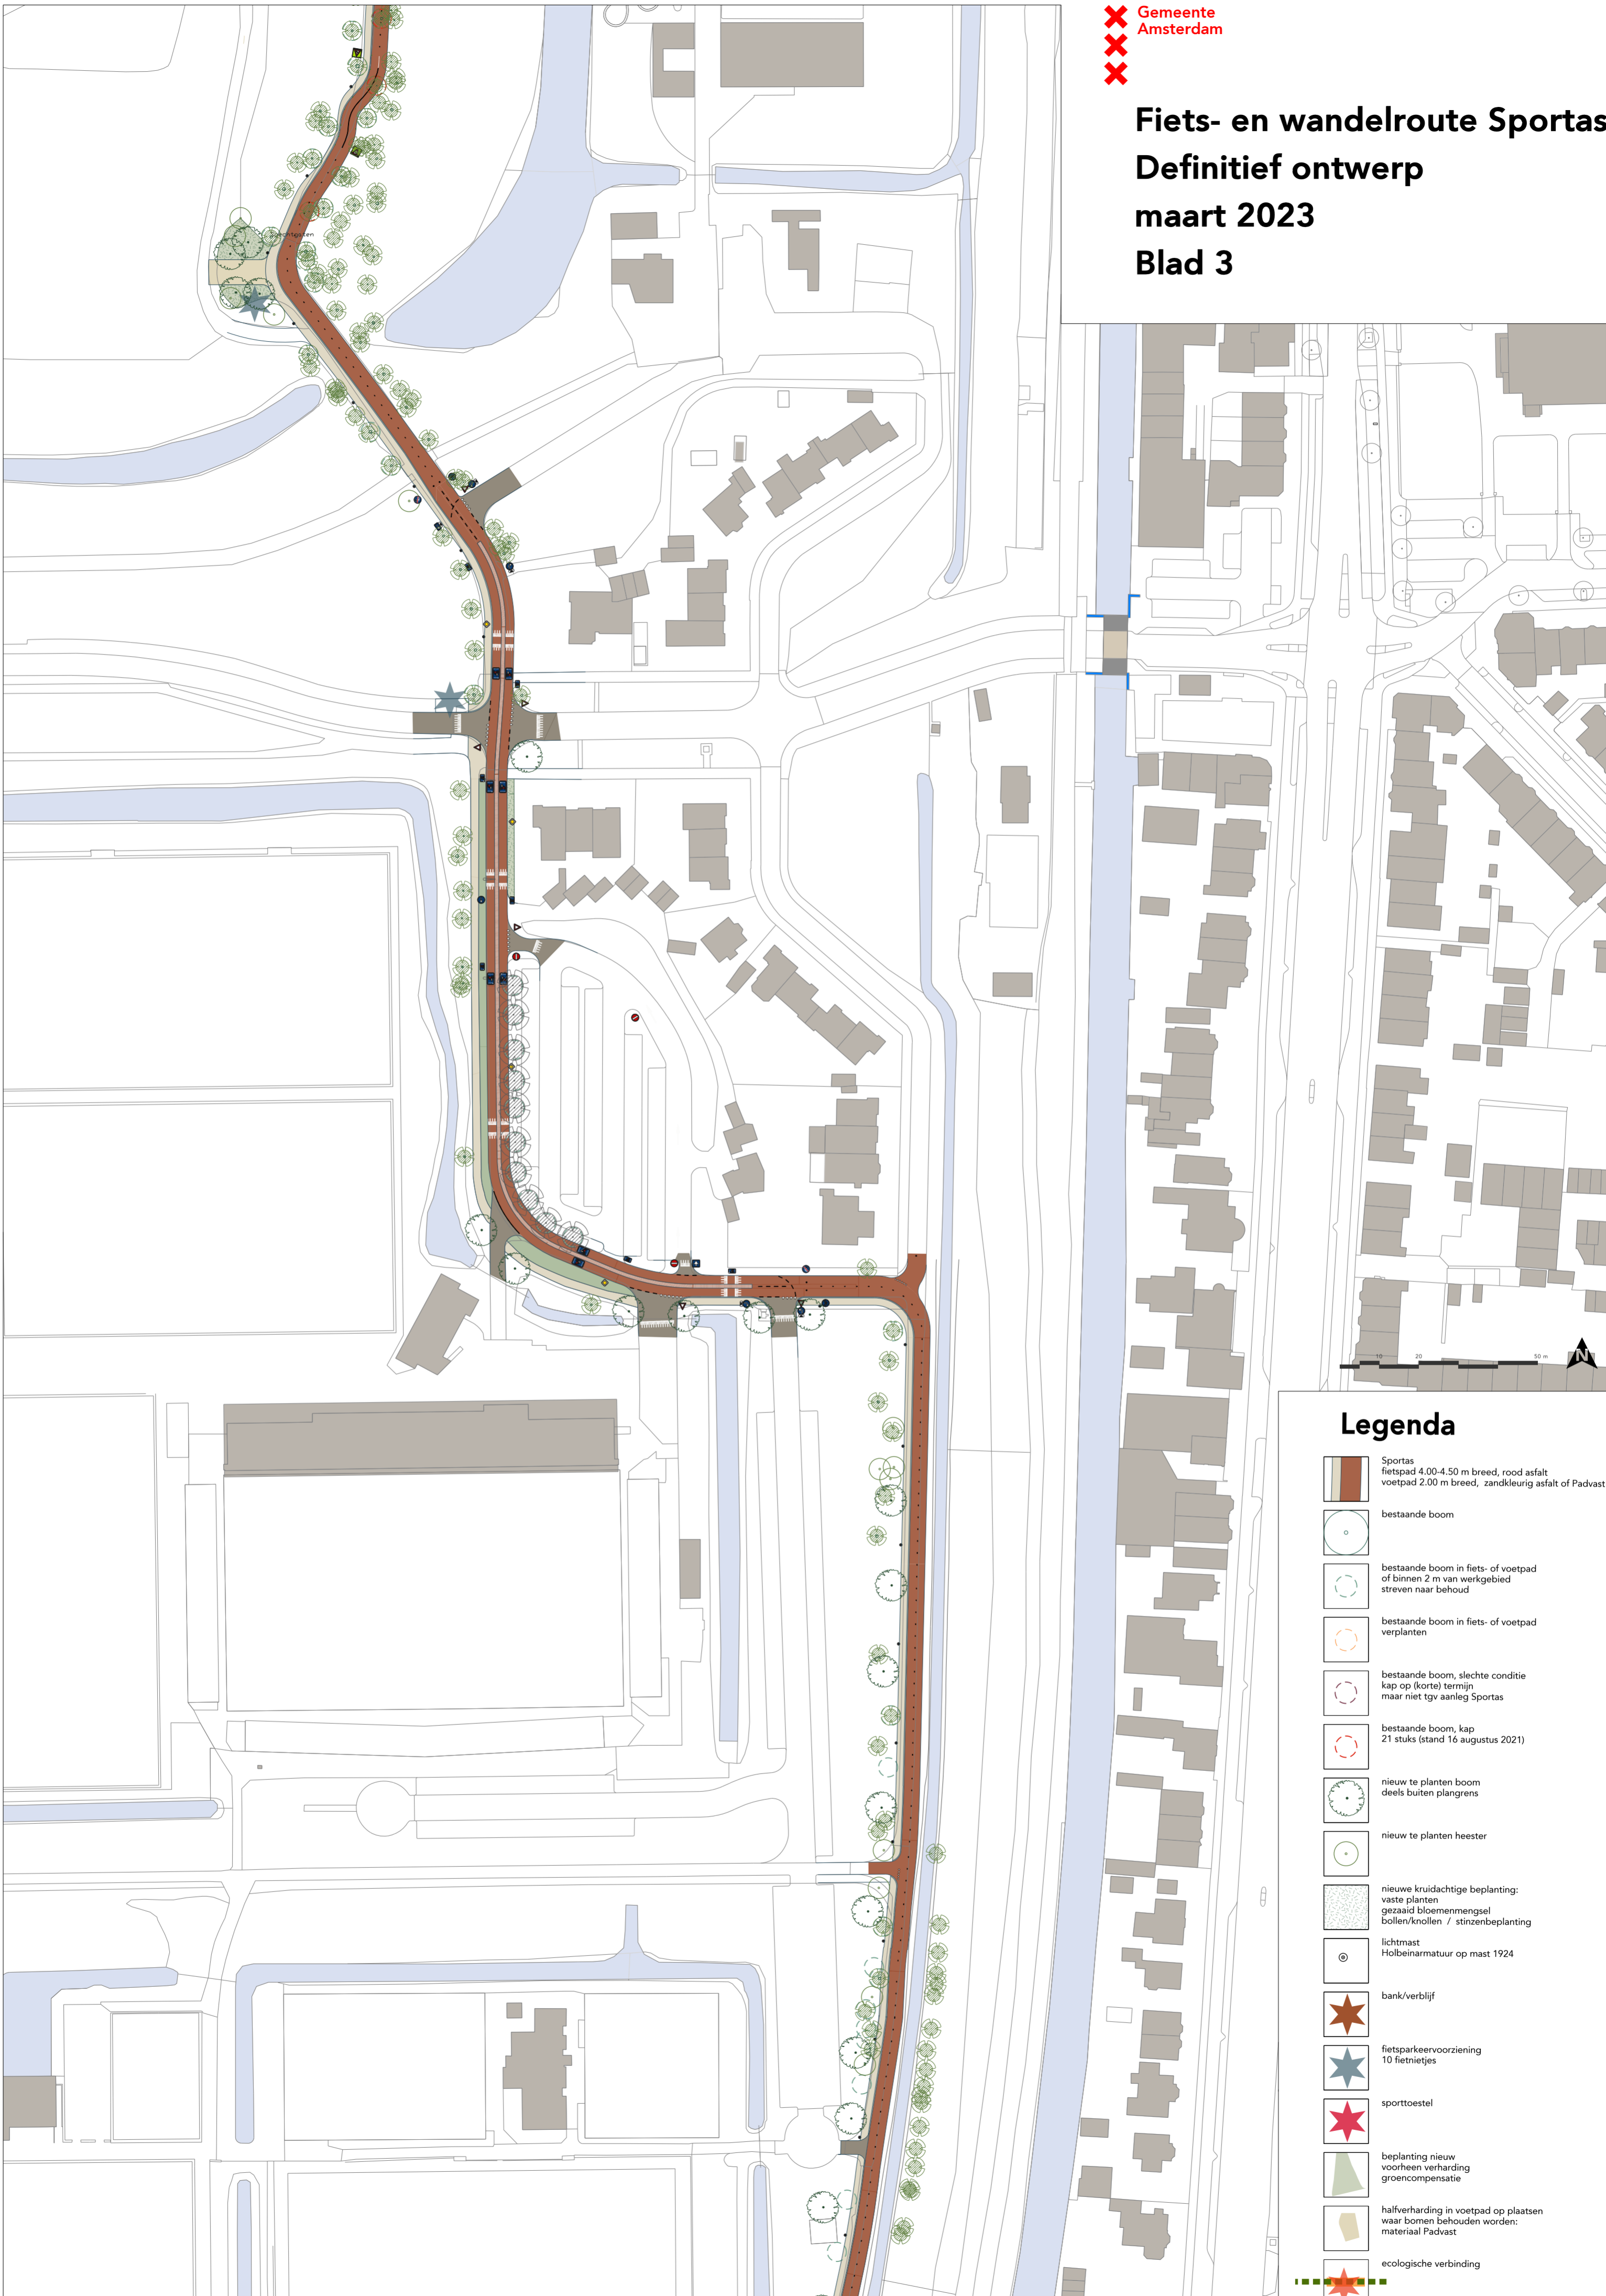 Gemeente
Amsterdam
Fiets- en wandelroute Sportas
Definitief ontwerp
maart 2023
Blad 3
10 20 50 m
N
Legenda
Sportas
fietspad 4.00-4.50 m breed, rood asfalt
voetpad 2.00 m breed, zandkleurig asfalt of Padvast
bestaande boom
bestaande boom in fiets- of voetpad
of binnen 2 m van werkgebied
streven naar behoud
bestaande boom in fiets- of voetpad
verplanten
bestaande boom, slechte conditie
kap op (korte) termijn
maar niet tgv aanleg Sportas
bestaande boom, kap
21 stuks (stand 16 augustus 2021)
nieuw te planten boom
deels buiten plangrens
nieuw te planten heester
nieuwe kruidachtige beplanting:
vaste planten
gezaaid bloemenmengsel
bollen/knollen / stinzenbeplanting
lichtmast
Holbeinarmatuur op mast 1924
bank/verblijf
fietsparkeervoorziening
10 fietnietjes
sporttoestel
beplanting nieuw
voorheen verharding
groencompensatie
halfverharding in voetpad op plaatsen
waar bomen behouden worden:
materiaal Padvast
ecologische verbinding